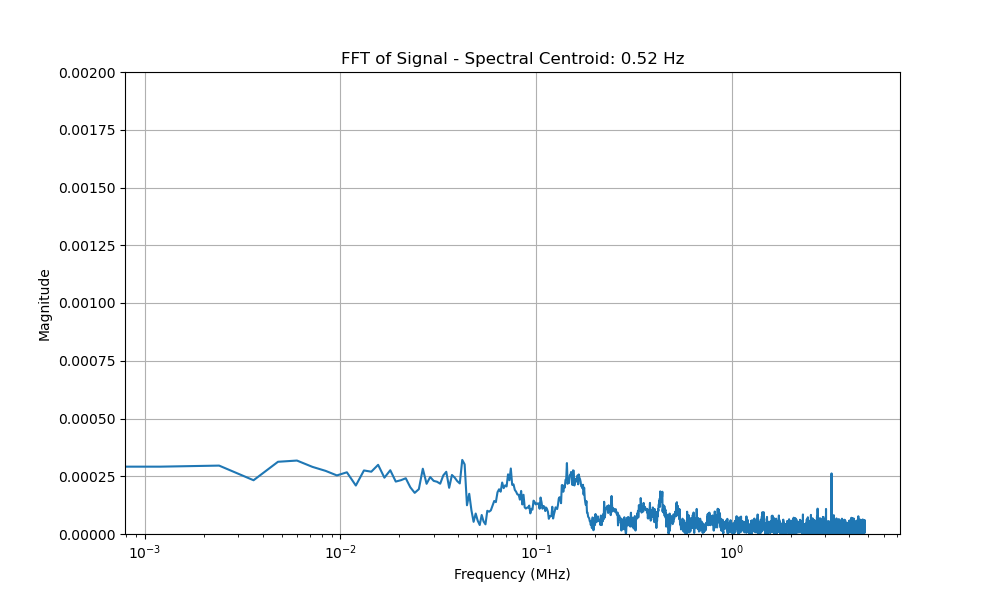 FFT of Signal - Spectral Centroid: 0.52 Hz
0.00200
0.00175
0.00150
0.00125
0.00100
0.00075
0.00050
0.00025
0.00000
Magnitude
10⁻³ 10⁻² 10⁻¹ 10⁰
Frequency (MHz)